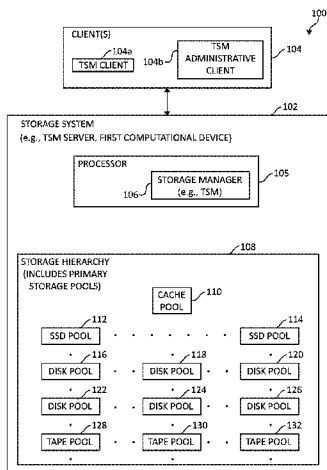 100
CLIENT(S)
104a
TSM CLIENT
104b
TSM
ADMINISTRATIVE
CLIENT
104
102
STORAGE SYSTEM
(e.g., TSM SERVER, FIRST COMPUTATIONAL DEVICE)
PROCESSOR
105
106
STORAGE MANAGER
(e.g., TSM)
108
STORAGE HIERARCHY
(INCLUDES PRIMARY
STORAGE POOLS)
CACHE
POOL
110
112
SSD POOL
114
SSD POOL
116
DISK POOL
118
DISK POOL
120
DISK POOL
122
DISK POOL
124
DISK POOL
126
DISK POOL
128
TAPE POOL
130
TAPE POOL
132
TAPE POOL